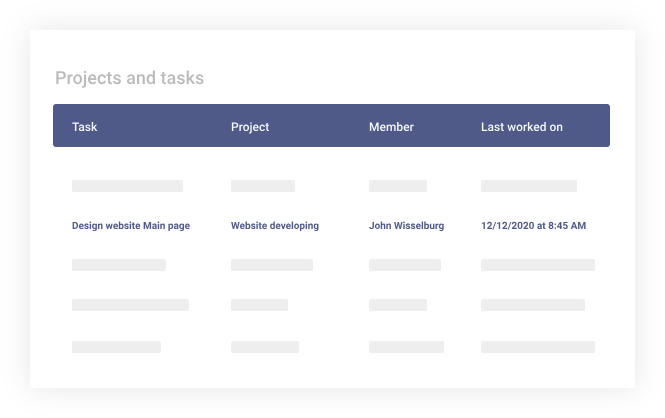 Projects and tasks
Task Project Member Last worked on
Design website Main page Website developing John Wisselburg 12/12/2020 at 8:45 AM